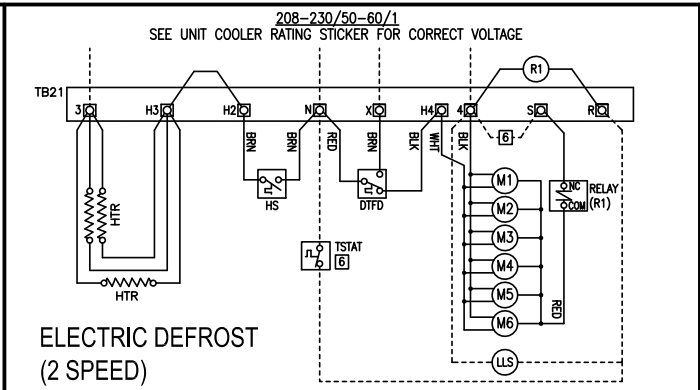 208-230/50-60/1
SEE UNIT COOLER RATING STICKER FOR CORRECT VOLTAGE
R1
TB21
3 H3 H2 N X H4 4 S R
BRN BRN RED BRN BLK WHT BLK 6
HTR
HS
DTFD
M1
M2
M3
M4
M5
M6
NC
COM
RELAY
(R1)
TSTAT
6
HTR
RED
LLS
ELECTRIC DEFROST
(2 SPEED)